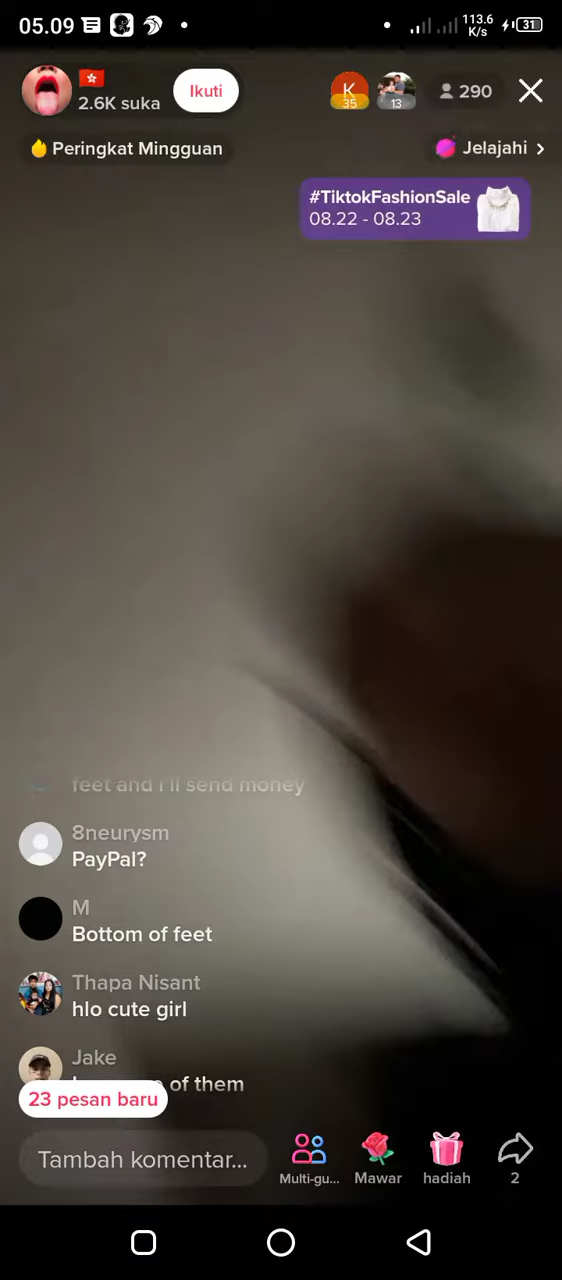 05.09
113.6
K/s
31
2.6K suka
Ikuti
K
35
13
290
Peringkat Mingguan
Jelajahi >
#TiktokFashionSale
08.22 - 08.23
feet and I'll send money
8neurysm
PayPal?
M
Bottom of feet
Thapa Nisant
hlo cute girl
Jake
of them
23 pesan baru
Tambah komentar...
Multi-gu...
Mawar
hadiah
2